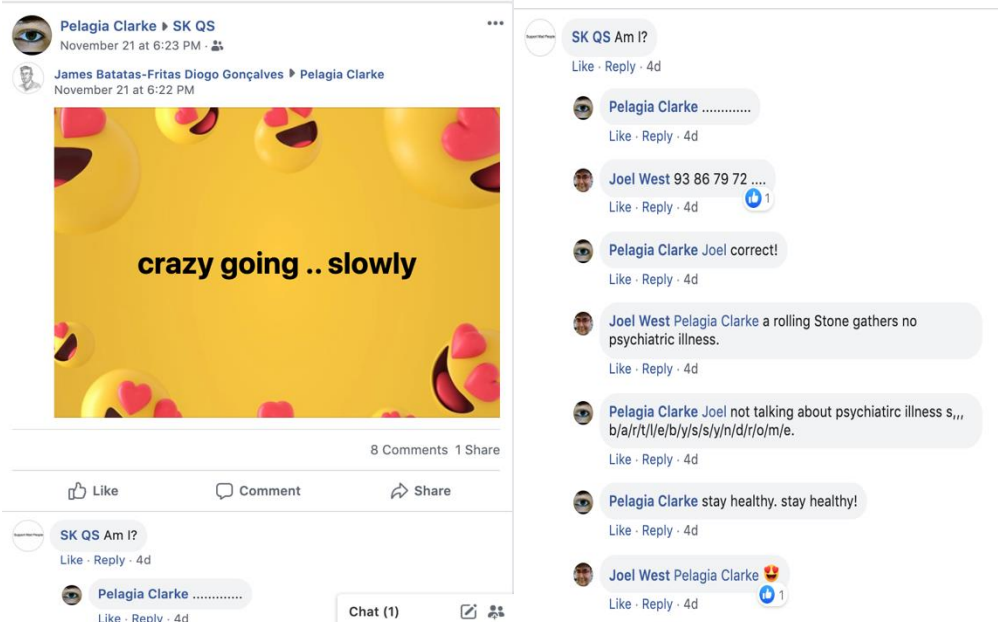 Pelagia Clarke ▸ SK QS
November 21 at 6:23 PM ·
James Batatas-Fritas Diogo Gonçalves ▸ Pelagia Clarke
November 21 at 6:22 PM
crazy going .. slowly
8 Comments 1 Share
Like Comment Share
SK QS Am I?
Like · Reply · 4d
Pelagia Clarke .............
Like · Reply · 4d
Chat (1)
SK QS Am I?
Like · Reply · 4d
Pelagia Clarke .............
Like · Reply · 4d
Joel West 93 86 79 72 ....
1
Like · Reply · 4d
Pelagia Clarke Joel correct!
Like · Reply · 4d
Joel West Pelagia Clarke a rolling Stone gathers no
psychiatric illness.
Like · Reply · 4d
Pelagia Clarke Joel not talking about psychiatirc illness s,,,
b/a/r/t/l/e/b/y/s/s/y/n/d/r/o/m/e.
Like · Reply · 4d
Pelagia Clarke stay healthy. stay healthy!
Like · Reply · 4d
Joel West Pelagia Clarke 😍
1
Like · Reply · 4d